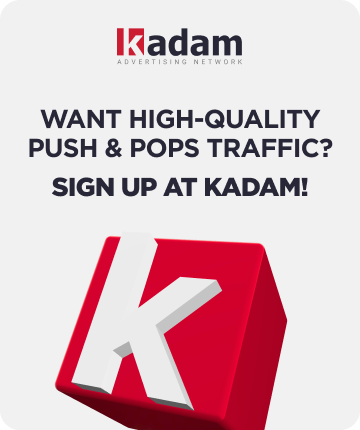 kadam
ADVERTISING NETWORK
WANT HIGH-QUALITY
PUSH & POPS TRAFFIC?
SIGN UP AT KADAM!
k